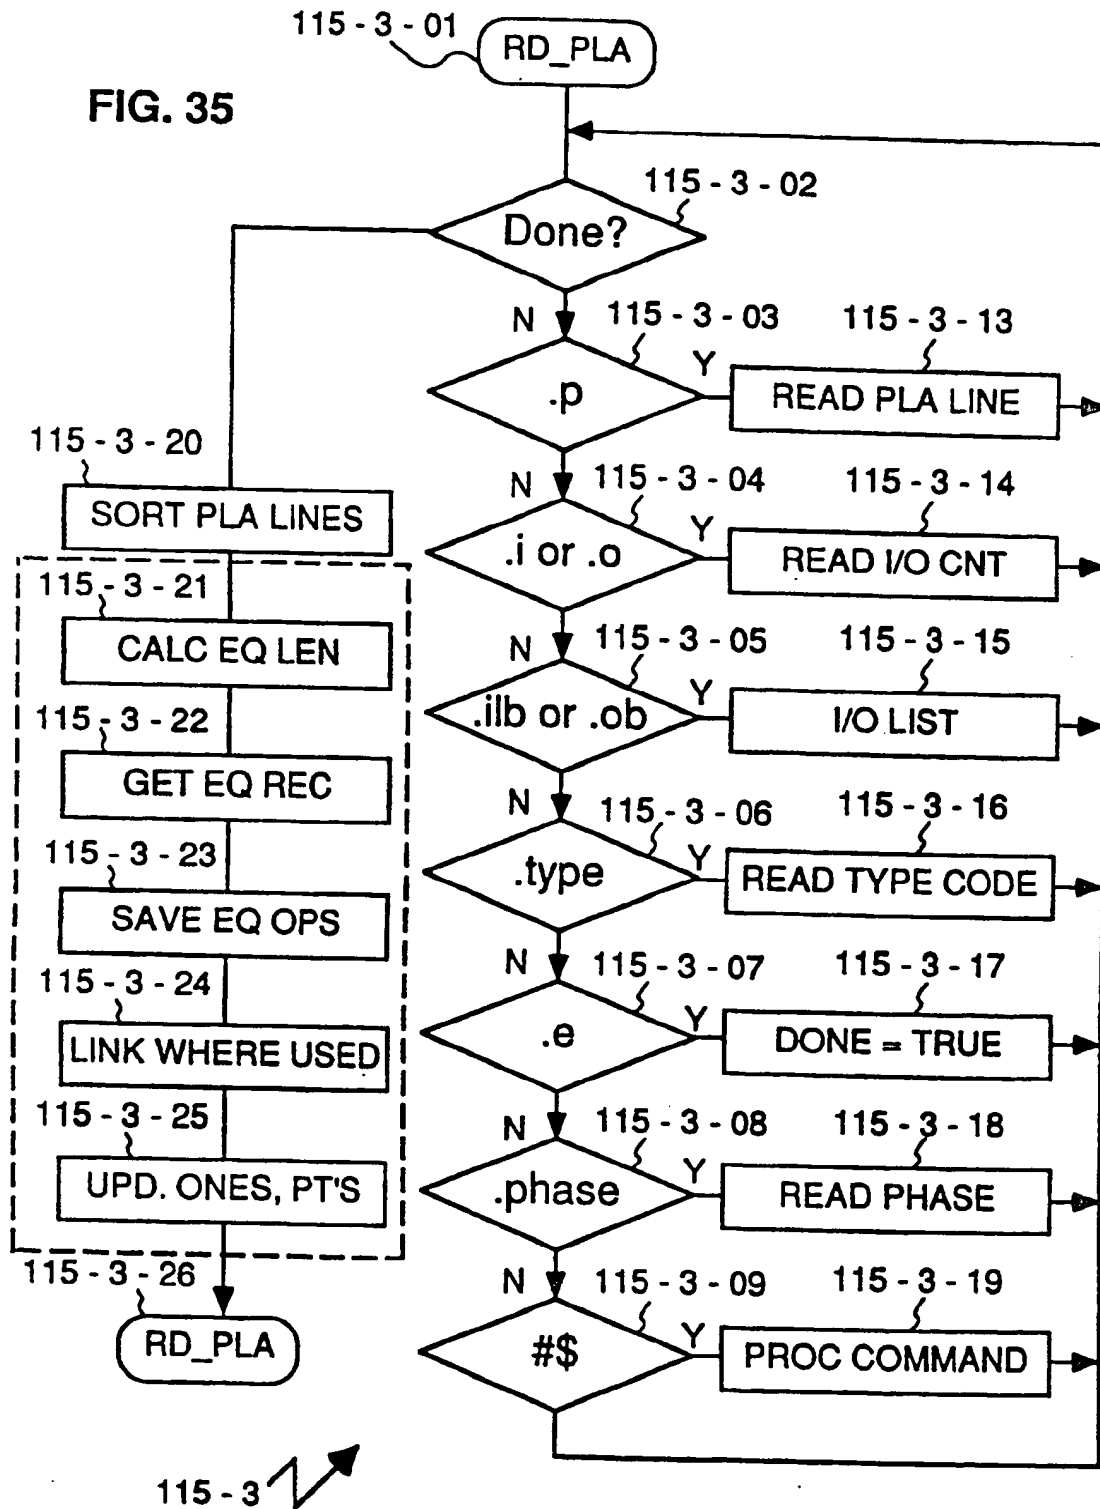 115 - 3 - 01
RD_PLA
FIG. 35
115 - 3 - 02
Done?
N
115 - 3 - 03
115 - 3 - 13
.p
Y
READ PLA LINE
115 - 3 - 20
SORT PLA LINES
N
115 - 3 - 04
115 - 3 - 14
.i or .o
Y
READ I/O CNT
115 - 3 - 21
CALC EQ LEN
N
115 - 3 - 05
115 - 3 - 15
.ilb or .ob
Y
I/O LIST
115 - 3 - 22
GET EQ REC
N
115 - 3 - 06
115 - 3 - 16
.type
Y
READ TYPE CODE
115 - 3 - 23
SAVE EQ OPS
N
115 - 3 - 07
115 - 3 - 17
.e
Y
DONE = TRUE
115 - 3 - 24
LINK WHERE USED
N
115 - 3 - 08
115 - 3 - 18
.phase
Y
READ PHASE
115 - 3 - 25
UPD. ONES, PT'S
N
115 - 3 - 09
115 - 3 - 19
#$
Y
PROC COMMAND
115 - 3 - 26
RD_PLA
115 - 3